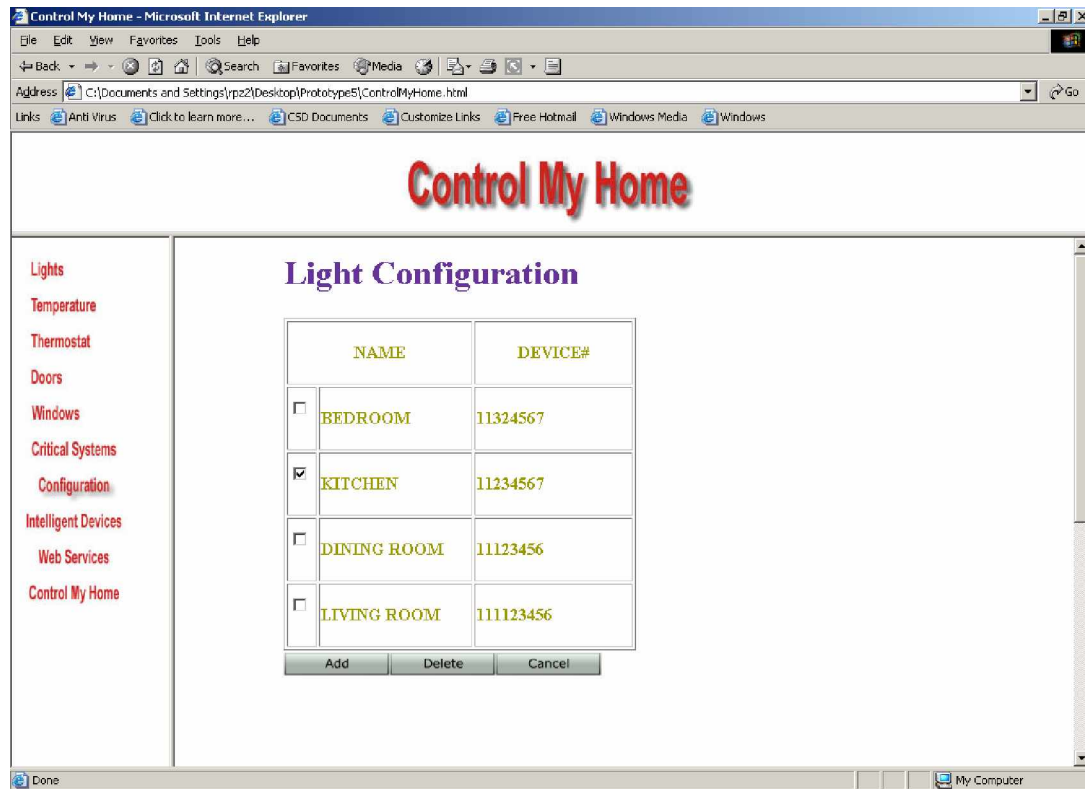 Control My Home - Microsoft Internet Explorer
File Edit View Favorites Tools Help
Back Search Favorites Media
Address C:\Documents and Settings\rpz2\Desktop\Prototype5\ControlMyHome.html Go
Links Anti Virus Click to learn more... CSD Documents Customize Links Free Hotmail Windows Media Windows
Control My Home
Lights
Temperature
Thermostat
Doors
Windows
Critical Systems
Configuration
Intelligent Devices
Web Services
Control My Home
Light Configuration
NAME DEVICE#
BEDROOM 11324567
KITCHEN 11234567
DINING ROOM 11123456
LIVING ROOM 111123456
Add Delete Cancel
Done My Computer